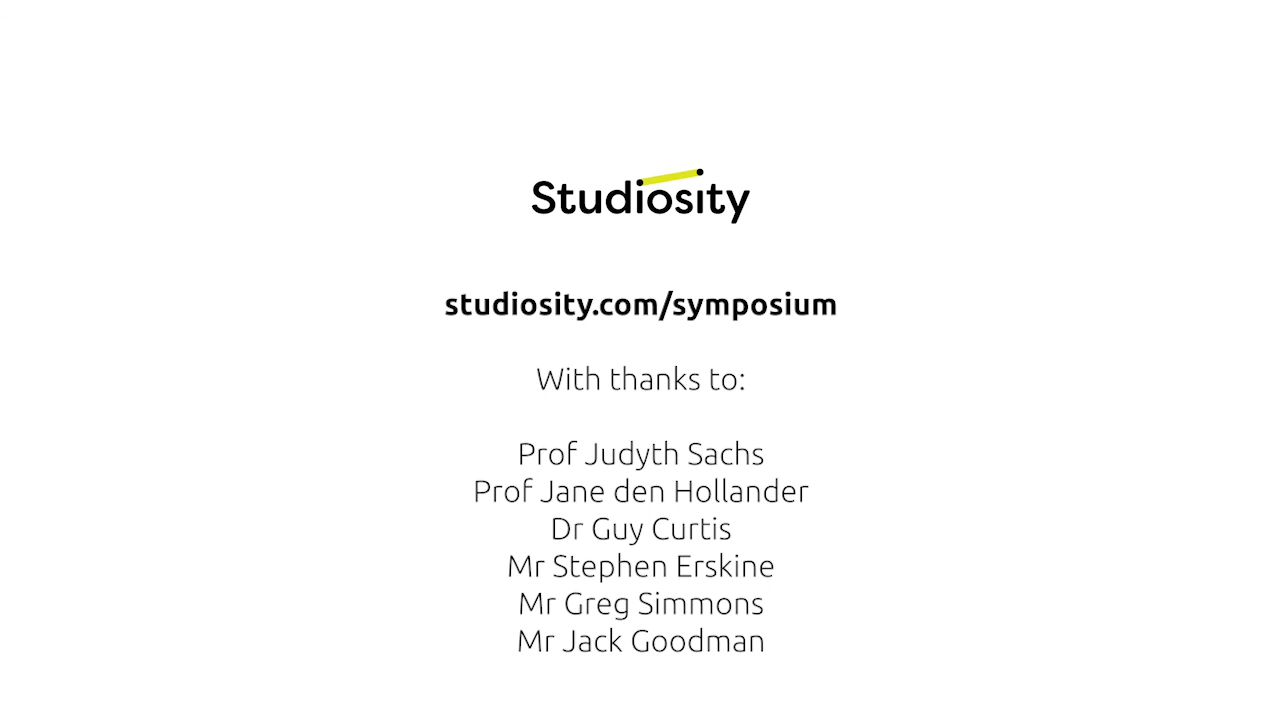 Studiosity
studiosity.com/symposium
With thanks to:
Prof Judyth Sachs
Prof Jane den Hollander
Dr Guy Curtis
Mr Stephen Erskine
Mr Greg Simmons
Mr Jack Goodman